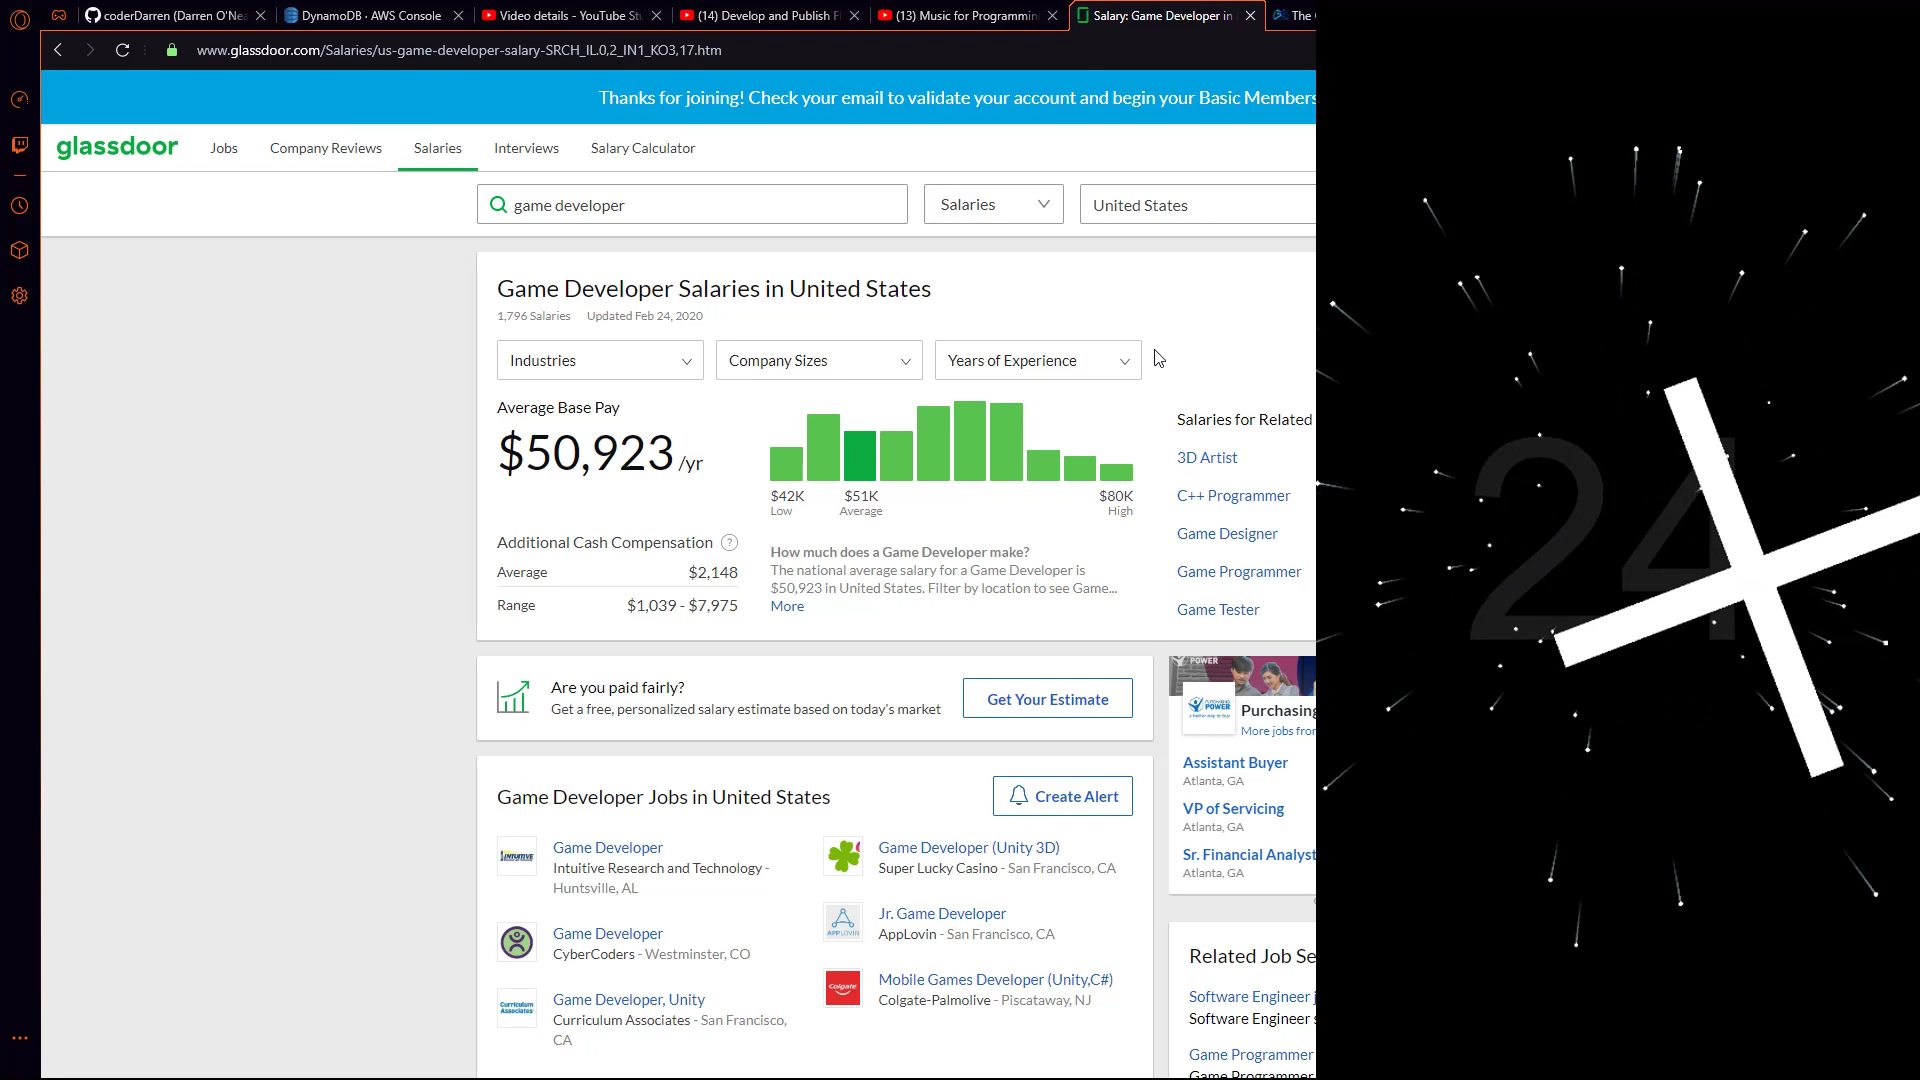 coderDarren (Darren O'Nea
DynamoDB · AWS Console
Video details - YouTube St
(14) Develop and Publish F
(13) Music for Programmin
Salary: Game Developer in
The
www.glassdoor.com/Salaries/us-game-developer-salary-SRCH_IL.0,2_IN1_KO3,17.htm
Thanks for joining! Check your email to validate your account and begin your Basic Members
glassdoor
Jobs
Company Reviews
Salaries
Interviews
Salary Calculator
game developer
Salaries
United States
Game Developer Salaries in United States
1,796 Salaries Updated Feb 24, 2020
Industries
Company Sizes
Years of Experience
Average Base Pay
$50,923 /yr
$42K
Low
$51K
Average
$80K
High
Additional Cash Compensation ?
Average $2,148
Range $1,039 - $7,975
How much does a Game Developer make?
The national average salary for a Game Developer is
$50,923 in United States. Filter by location to see Game...
More
Salaries for Related
3D Artist
C++ Programmer
Game Designer
Game Programmer
Game Tester
24
Are you paid fairly?
Get a free, personalized salary estimate based on today's market
Get Your Estimate
POWER
Purchasing
More jobs from
Assistant Buyer
Atlanta, GA
VP of Servicing
Atlanta, GA
Sr. Financial Analyst
Atlanta, GA
Game Developer Jobs in United States
Create Alert
INTUITIVE
Game Developer
Intuitive Research and Technology -
Huntsville, AL
Game Developer
CyberCoders - Westminster, CO
Curriculum
Associates
Game Developer, Unity
Curriculum Associates - San Francisco,
CA
Game Developer (Unity 3D)
Super Lucky Casino - San Francisco, CA
APPLOVIN
Jr. Game Developer
AppLovin - San Francisco, CA
Colgate
Mobile Games Developer (Unity,C#)
Colgate-Palmolive - Piscataway, NJ
Related Job Se
Software Engineer j
Software Engineer s
Game Programmer
Game Programmer